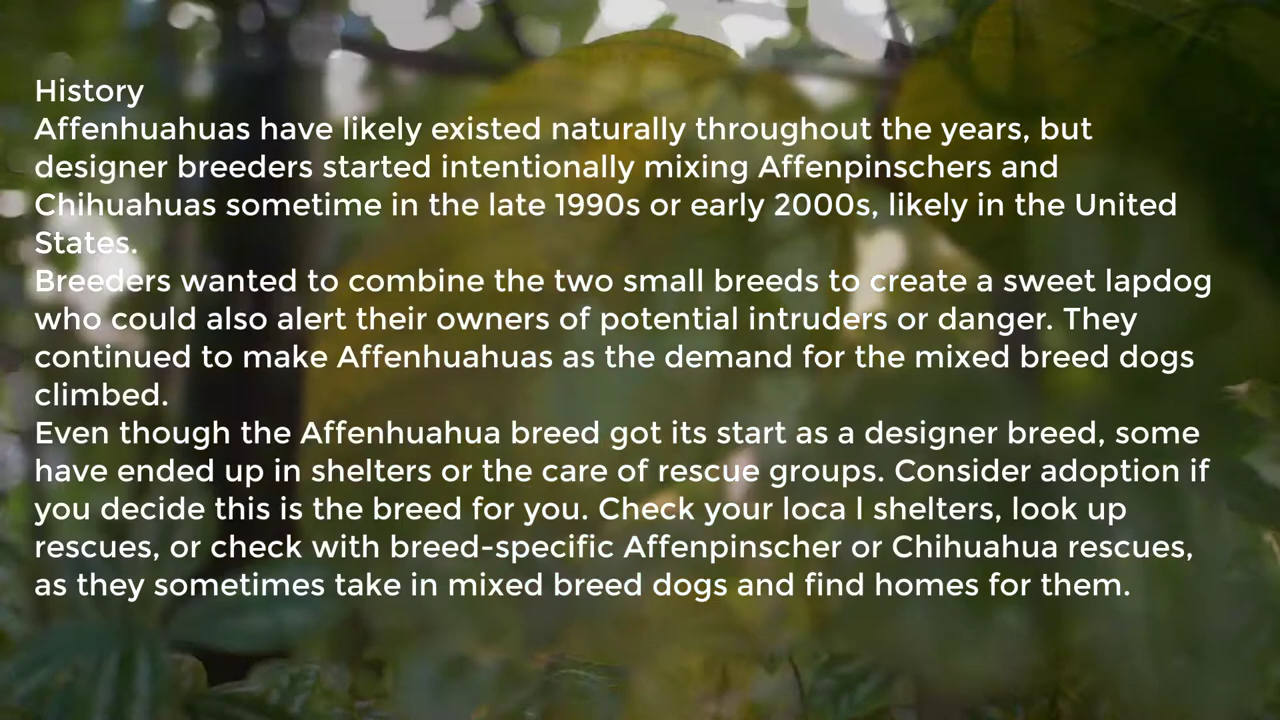 History
Affenhuahuas have likely existed naturally throughout the years, but
designer breeders started intentionally mixing Affenpinschers and
Chihuahuas sometime in the late 1990s or early 2000s, likely in the United
States.
Breeders wanted to combine the two small breeds to create a sweet lapdog
who could also alert their owners of potential intruders or danger. They
continued to make Affenhuahuas as the demand for the mixed breed dogs
climbed.
Even though the Affenhuahua breed got its start as a designer breed, some
have ended up in shelters or the care of rescue groups. Consider adoption if
you decide this is the breed for you. Check your loca l shelters, look up
rescues, or check with breed-specific Affenpinscher or Chihuahua rescues,
as they sometimes take in mixed breed dogs and find homes for them.